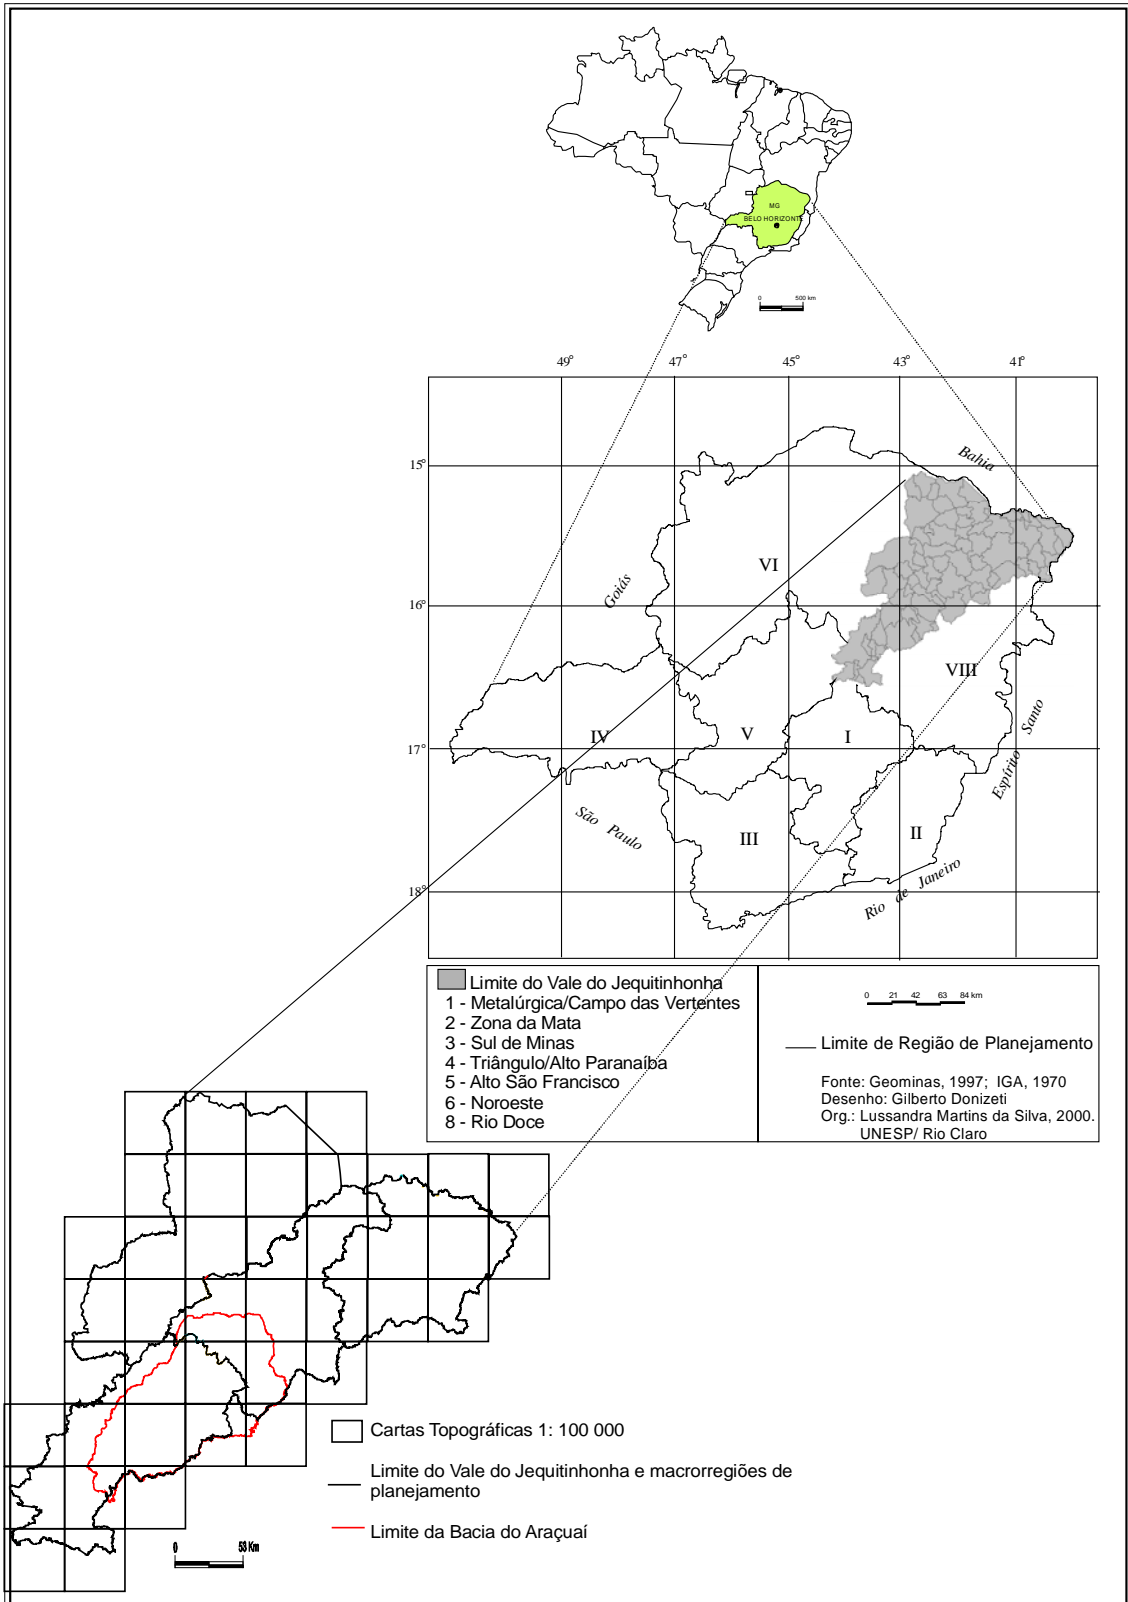 MG
BELO HORIZONTE
0 500 km
49° 47° 45° 43° 41°
15°
16°
17°
18°
Bahia
Goiás
VI
VIII
IV
V
I
Espírito Santo
São Paulo
III
II
Rio de Janeiro
Limite do Vale do Jequitinhonha
1 - Metalúrgica/Campo das Vertentes
2 - Zona da Mata
3 - Sul de Minas
4 - Triângulo/Alto Paranaíba
5 - Alto São Francisco
6 - Noroeste
8 - Rio Doce
0 21 42 63 84 km
Limite de Região de Planejamento
Fonte: Geominas, 1997; IGA, 1970
Desenho: Gilberto Donizeti
Org.: Lussandra Martins da Silva, 2000.
UNESP/ Rio Claro
Cartas Topográficas 1: 100 000
Limite do Vale do Jequitinhonha e macrorregiões de
planejamento
Limite da Bacia do Araçuaí
0 53 Km